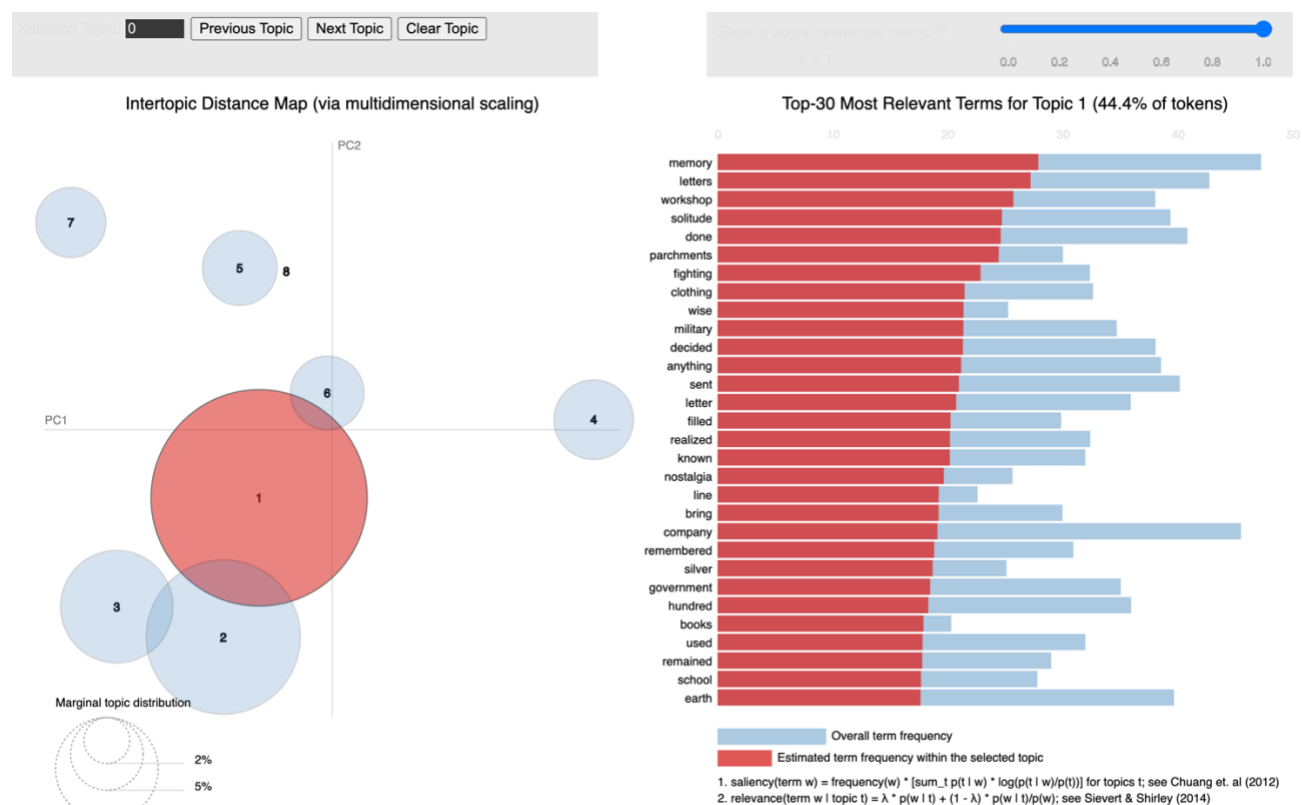 Selected Topic: 0 Previous Topic Next Topic Clear Topic
Slide to adjust relevance metric:(2)
λ = 1
0.0 0.2 0.4 0.6 0.8 1.0
Intertopic Distance Map (via multidimensional scaling)
PC2
7
5
8
6
4
PC1
1
3
2
Marginal topic distribution
2%
5%
Top-30 Most Relevant Terms for Topic 1 (44.4% of tokens)
0 10 20 30 40 50
memory
letters
workshop
solitude
done
parchments
fighting
clothing
wise
military
decided
anything
sent
letter
filled
realized
known
nostalgia
line
bring
company
remembered
silver
government
hundred
books
used
remained
school
earth
Overall term frequency
Estimated term frequency within the selected topic
1. saliency(term w) = frequency(w) * [sum_t p(t | w) * log(p(t | w)/p(t))] for topics t; see Chuang et. al (2012)
2. relevance(term w | topic t) = λ * p(w | t) + (1 - λ) * p(w | t)/p(w); see Sievert & Shirley (2014)